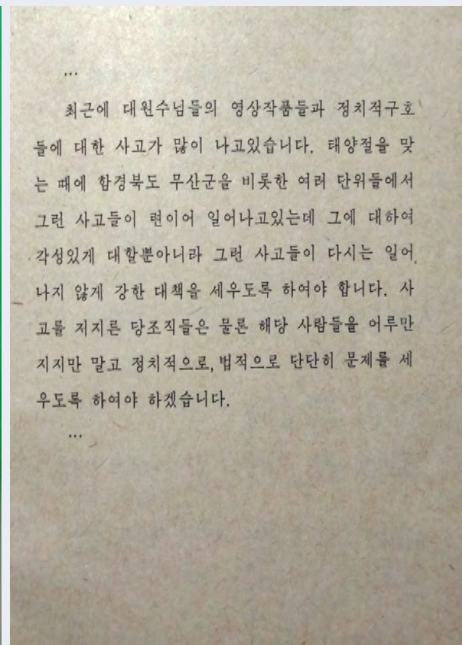 ...
최근에 대원수님들의 영상작품들과 정치적구호
들에 대한 사고가 많이 나고있습니다. 태양절을 맞
는 때에 함경북도 무산군을 비롯한 여러 단위들에서
그런 사고들이 련이어 일어나고있는데 그에 대하여
각성있게 대할뿐아니라 그런 사고들이 다시는 일어
나지 않게 강한 대책을 세우도록 하여야 합니다. 사
고를 저지른 당조직들은 물론 해당 사람들을 어루만
지지만 말고 정치적으로, 법적으로 단단히 문제를 세
우도록 하여야 하겠습니다.
...